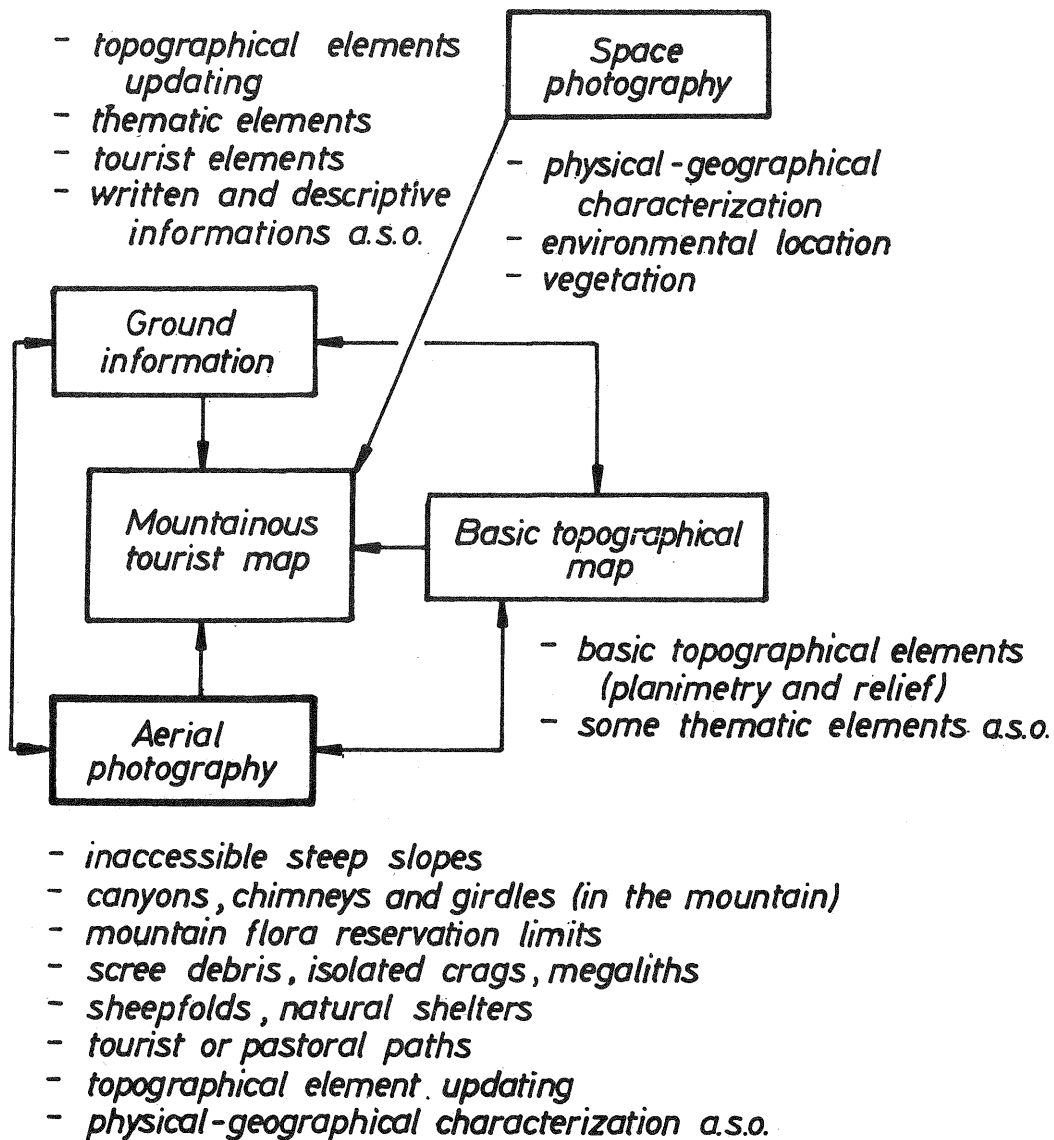 - topographical elements
updating
- thematic elements
- tourist elements
- written and descriptive
informations a.s.o.
Space
photography
- physical-geographical
characterization
- environmental location
- vegetation
Ground
information
Mountainous
tourist map
Basic topographical
map
- basic topographical elements
(planimetry and relief)
- some thematic elements a.s.o.
Aerial
photography
- inaccessible steep slopes
- canyons, chimneys and girdles (in the mountain)
- mountain flora reservation limits
- scree debris, isolated crags, megaliths
- sheepfolds, natural shelters
- tourist or pastoral paths
- topographical element updating
- physical-geographical characterization a.s.o.